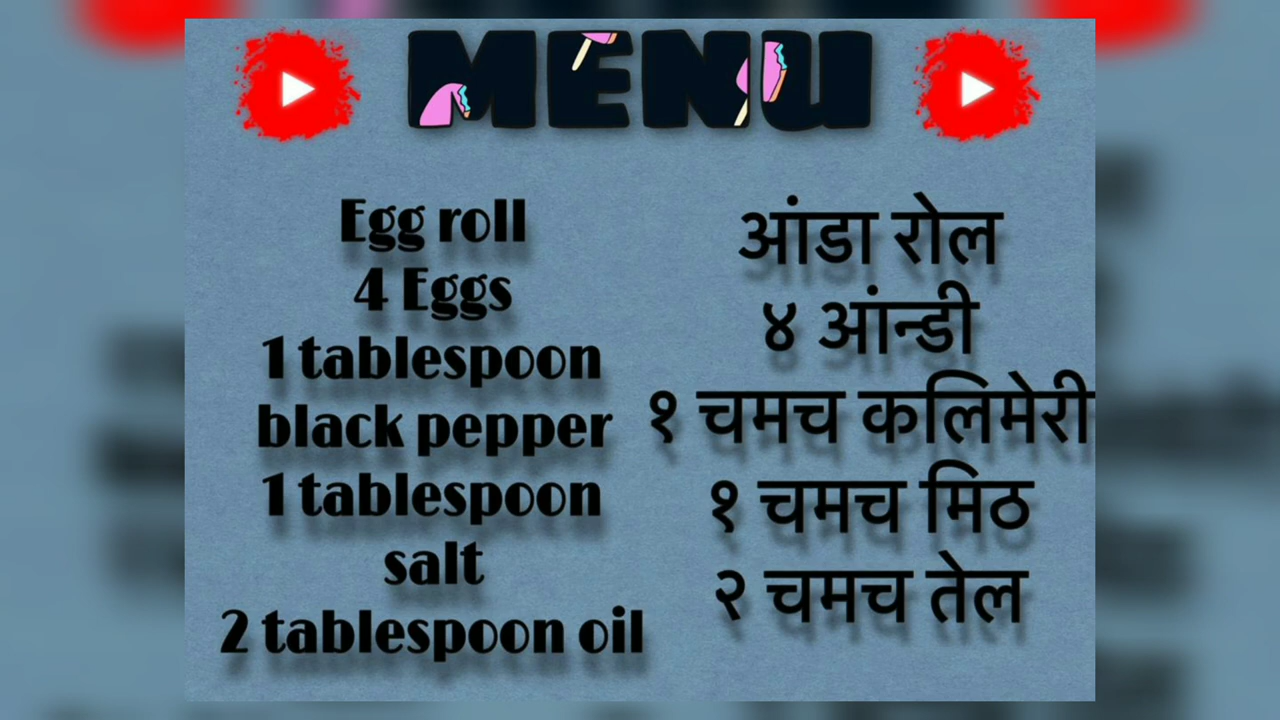 MENU
Egg roll
4 Eggs
1 tablespoon
black pepper
1 tablespoon
salt
2 tablespoon oil
आंडा रोल
४ आंन्डी
१ चमच कलिमेरी
१ चमच मिठ
२ चमच तेल